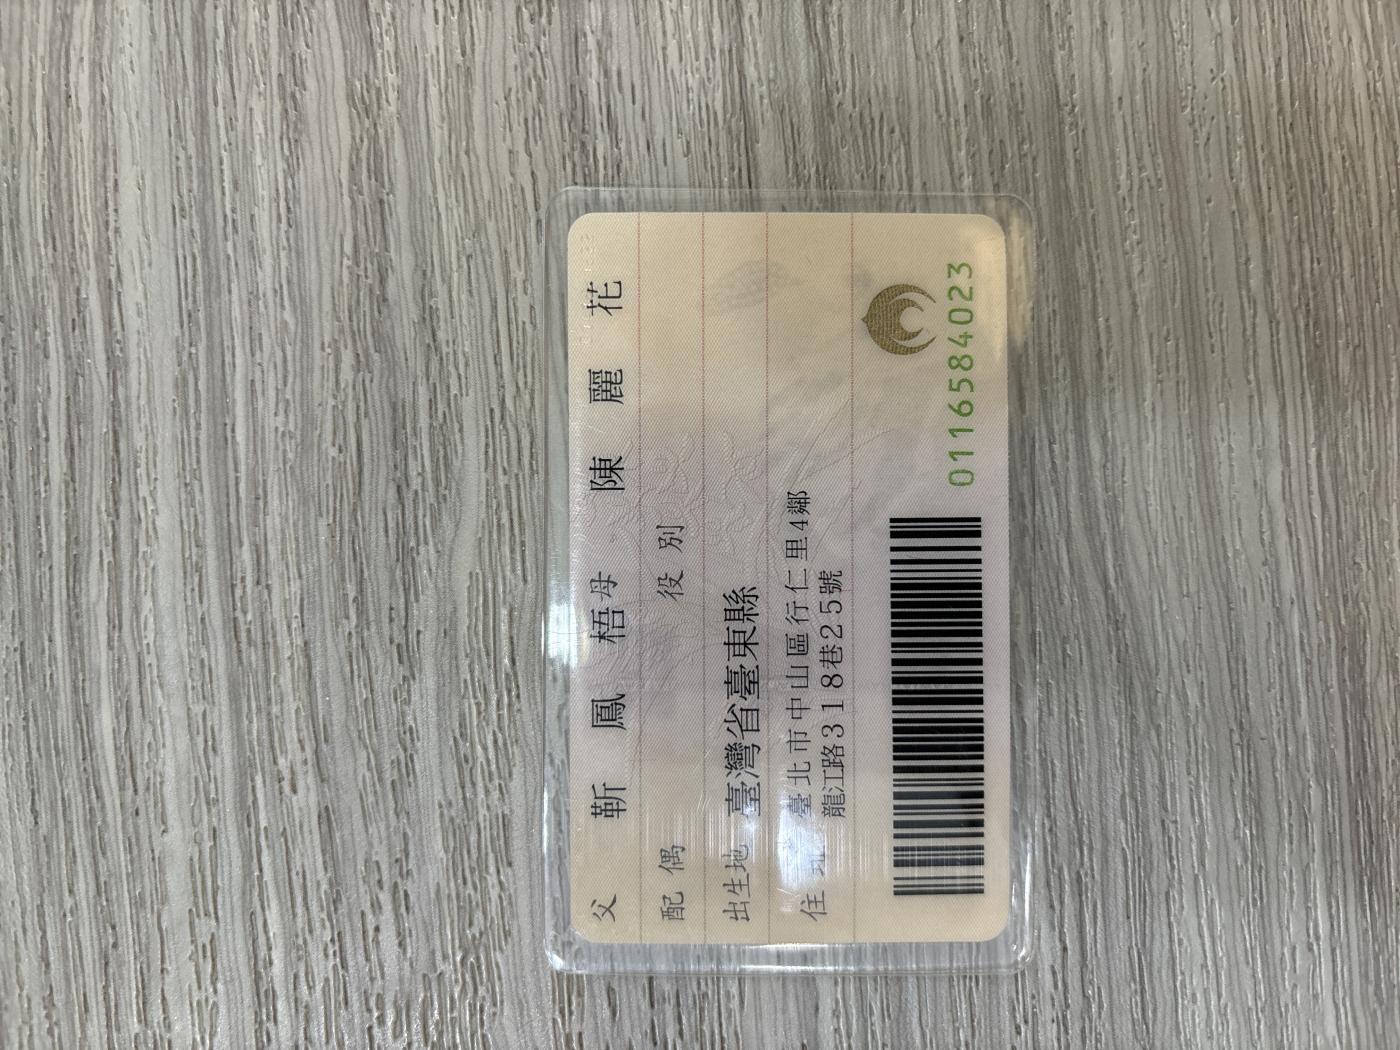 父 靳鳳梧 母 陳麗花
配偶 役別
出生地 臺灣省臺東縣
住 臺北市中山區行仁里4鄰
龍江路318巷25號
0116584023